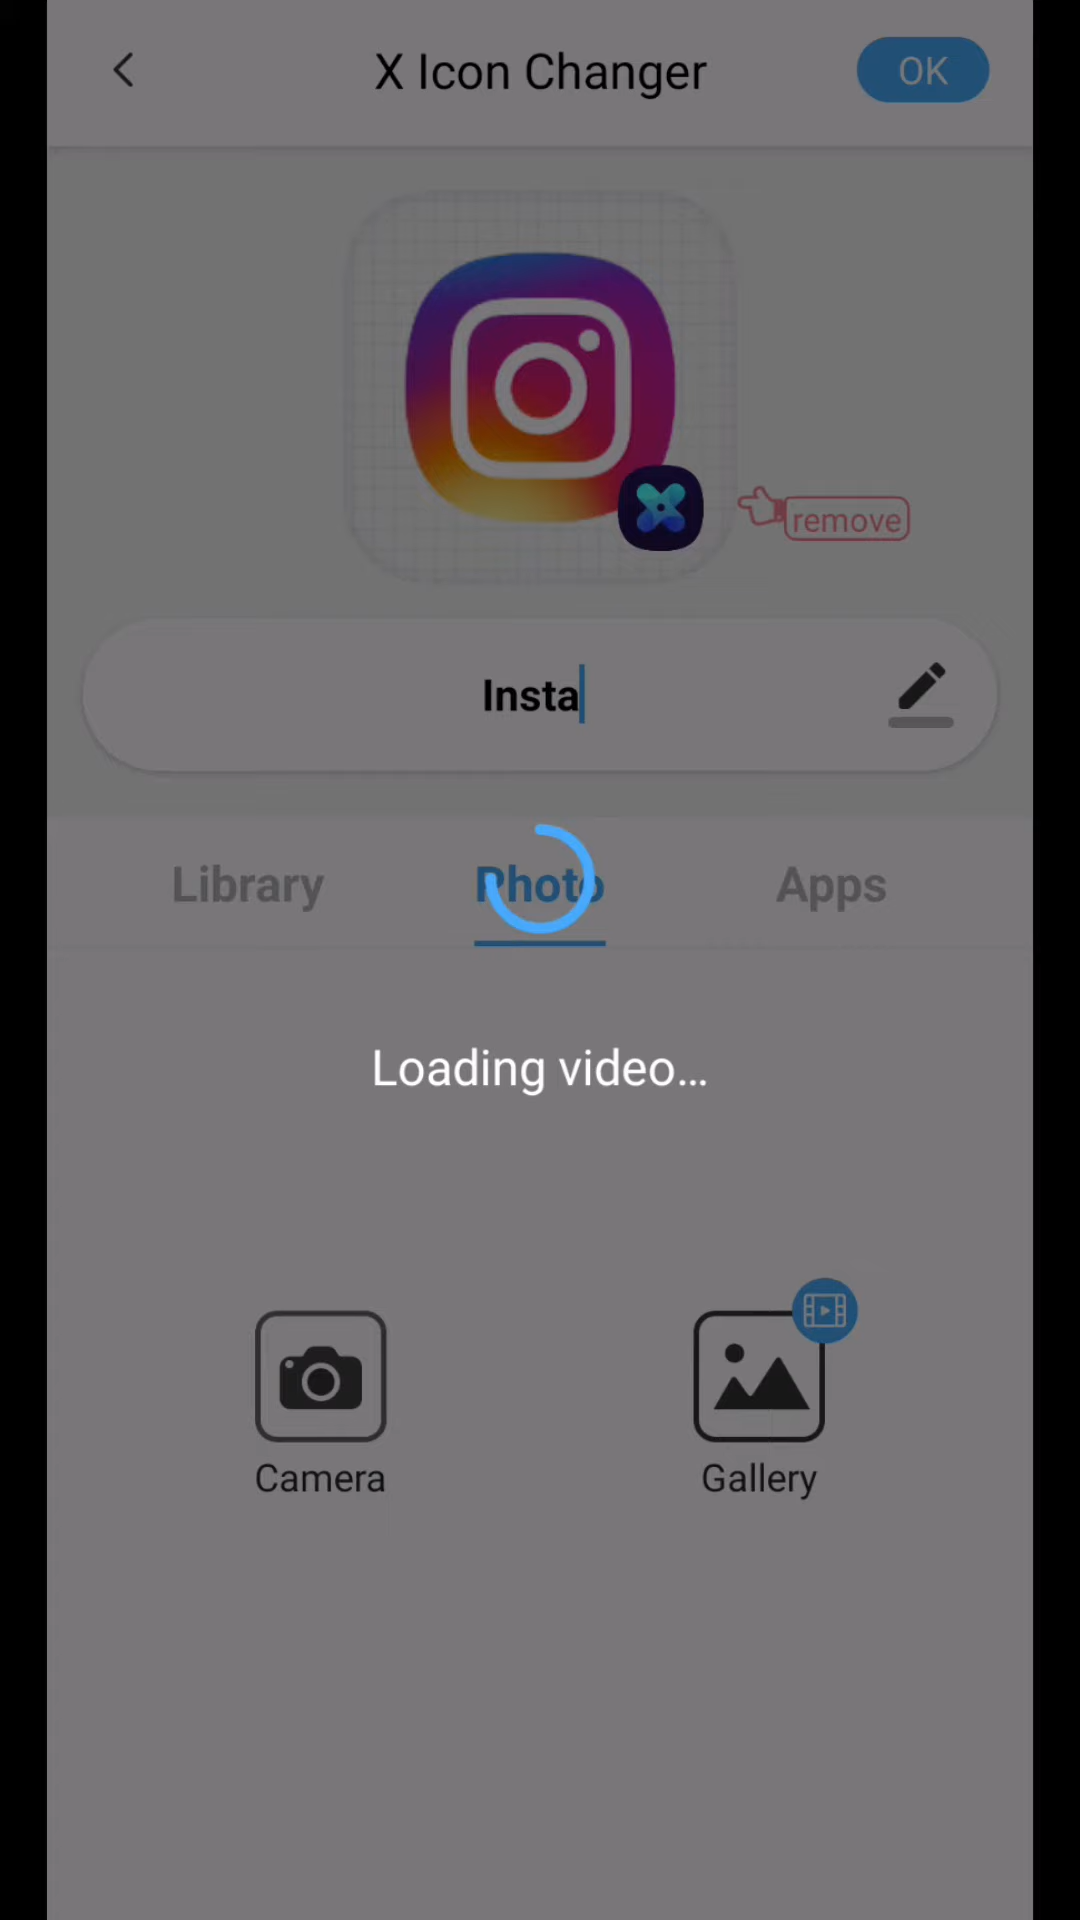 X Icon Changer
OK
remove
Insta
Library
Photo
Apps
Loading video...
Camera
Gallery